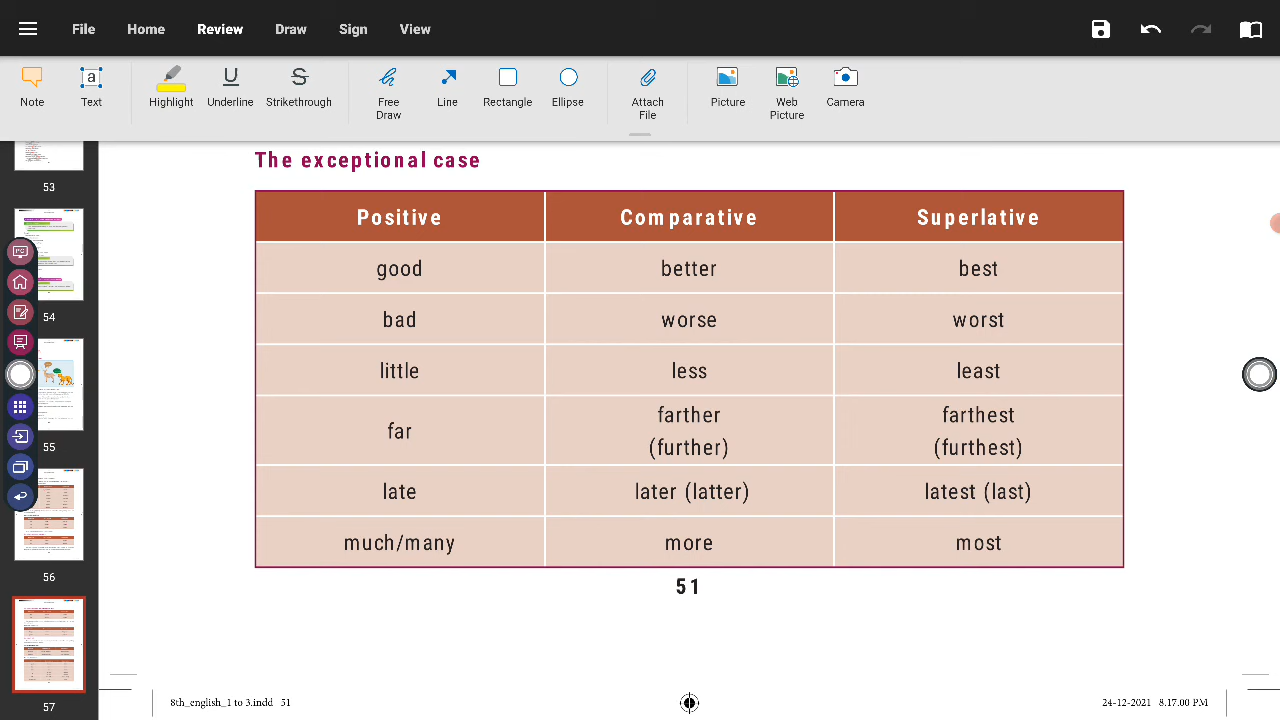 File Home Review Draw Sign View
Note Text Highlight Underline Strikethrough Free Draw Line Rectangle Ellipse Attach File Picture Web Picture Camera
53
54
55
56
57
The exceptional case
Positive Comparative Superlative
good better best
bad worse worst
little less least
far farther (further) farthest (furthest)
late later (latter) latest (last)
much/many more most
51
8th_english_1 to 3.indd 51 24-12-2021 8.17.00 PM